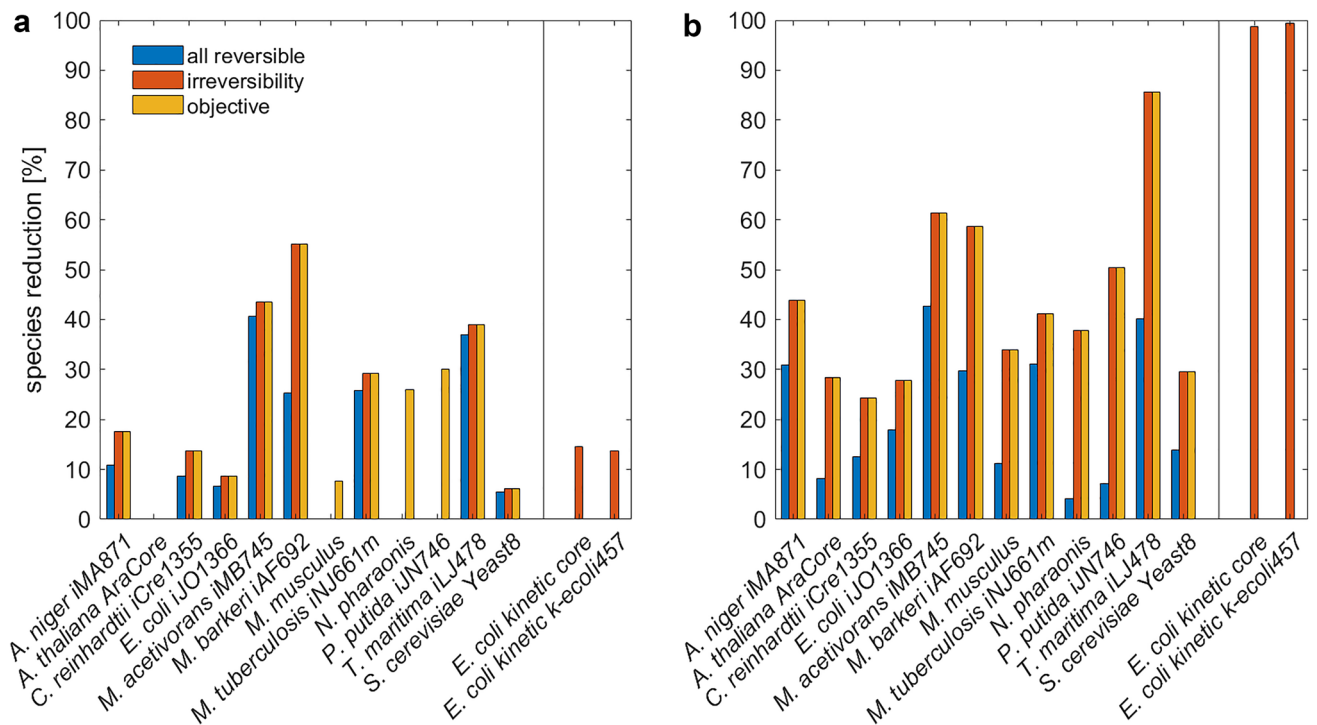 a
100
90
80
70
60
50
40
30
20
10
0
species reduction [%]
all reversible
irreversibility
objective
A. niger iMA871
A. thaliana AraCore
C. reinhardtii iCre1355
E. coli iJO1366
M. acetivorans iMB745
M. barkeri iAF692
M. musculus
M. tuberculosis iNJ661m
N. pharaonis
P. putida iJN746
T. maritima iLJ478
S. cerevisiae Yeast8
E. coli kinetic core
E. coli kinetic k-ecoli457
b
100
90
80
70
60
50
40
30
20
10
0
A. niger iMA871
A. thaliana AraCore
C. reinhardtii iCre1355
E. coli iJO1366
M. acetivorans iMB745
M. barkeri iAF692
M. musculus
M. tuberculosis iNJ661m
N. pharaonis
P. putida iJN746
T. maritima iLJ478
S. cerevisiae Yeast8
E. coli kinetic core
E. coli kinetic k-ecoli457